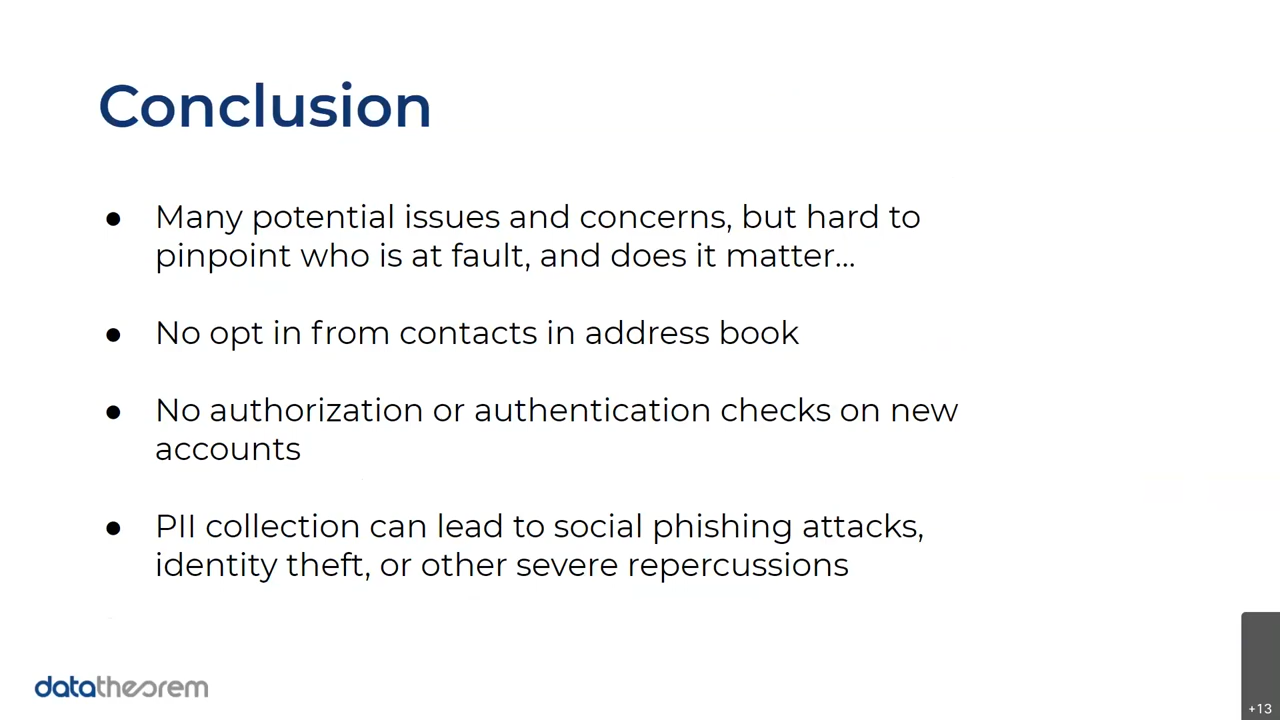 Conclusion
● Many potential issues and concerns, but hard to
pinpoint who is at fault, and does it matter...
● No opt in from contacts in address book
● No authorization or authentication checks on new
accounts
● PII collection can lead to social phishing attacks,
identity theft, or other severe repercussions
datatheorem
+13